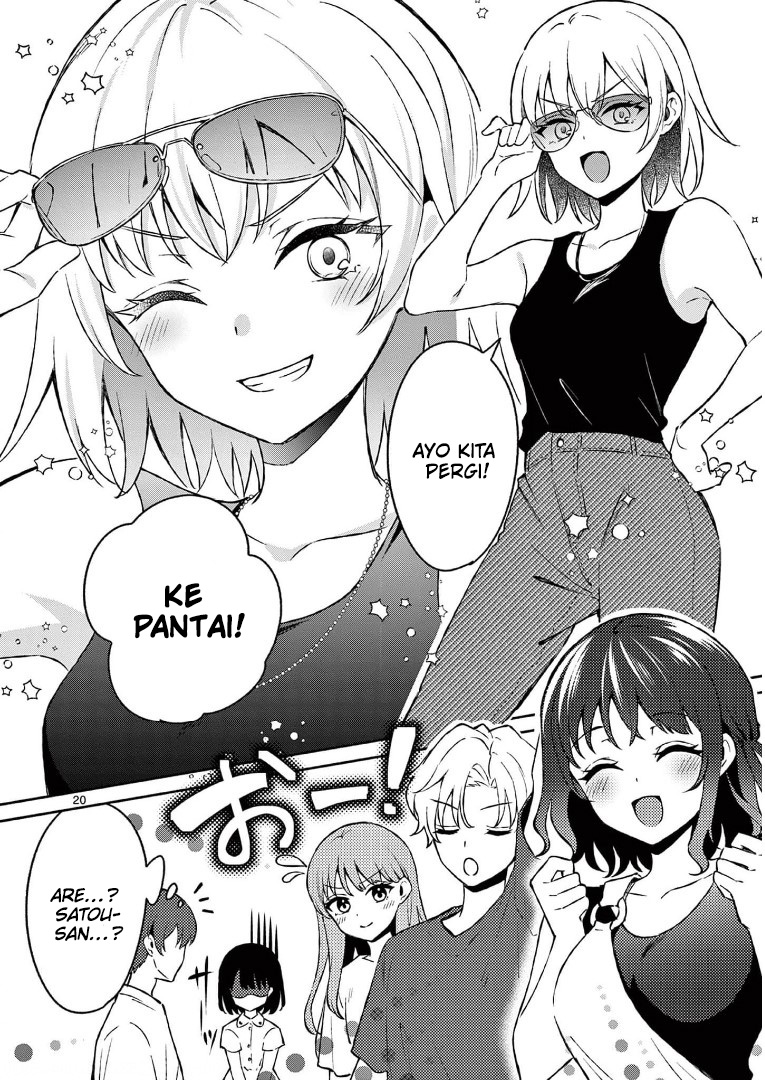 AYO KITA
PERGI!
KE
PANTAI!
20
おー!
ARE...?
SATOU-
SAN...?